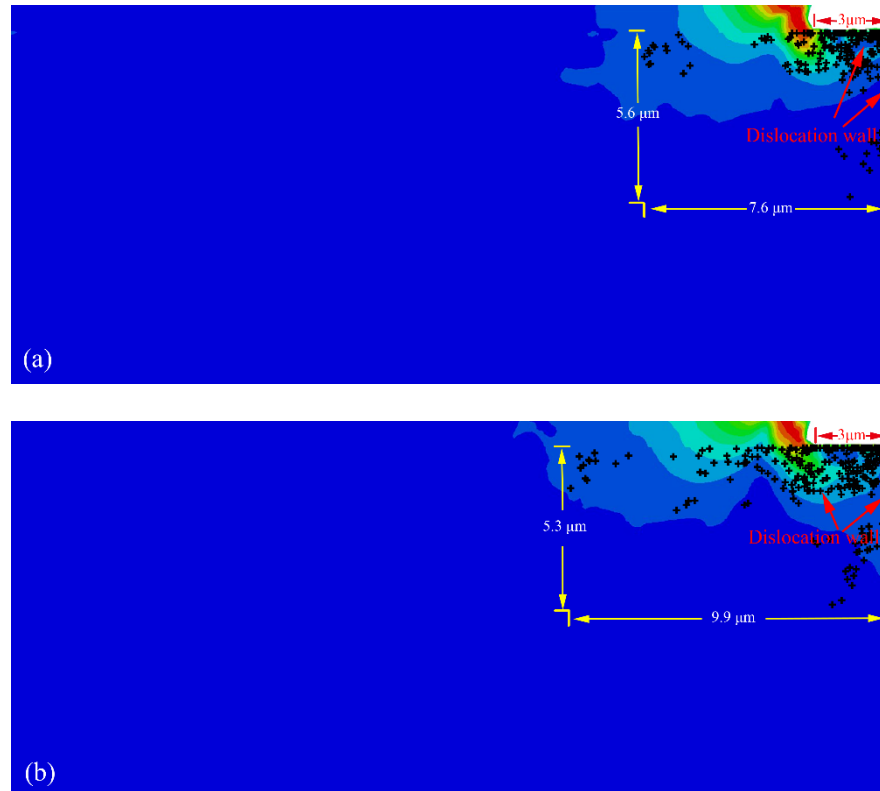 3μm
5.6 μm
Dislocation wall
7.6 μm
(a)
3μm
5.3 μm
Dislocation wall
9.9 μm
(b)